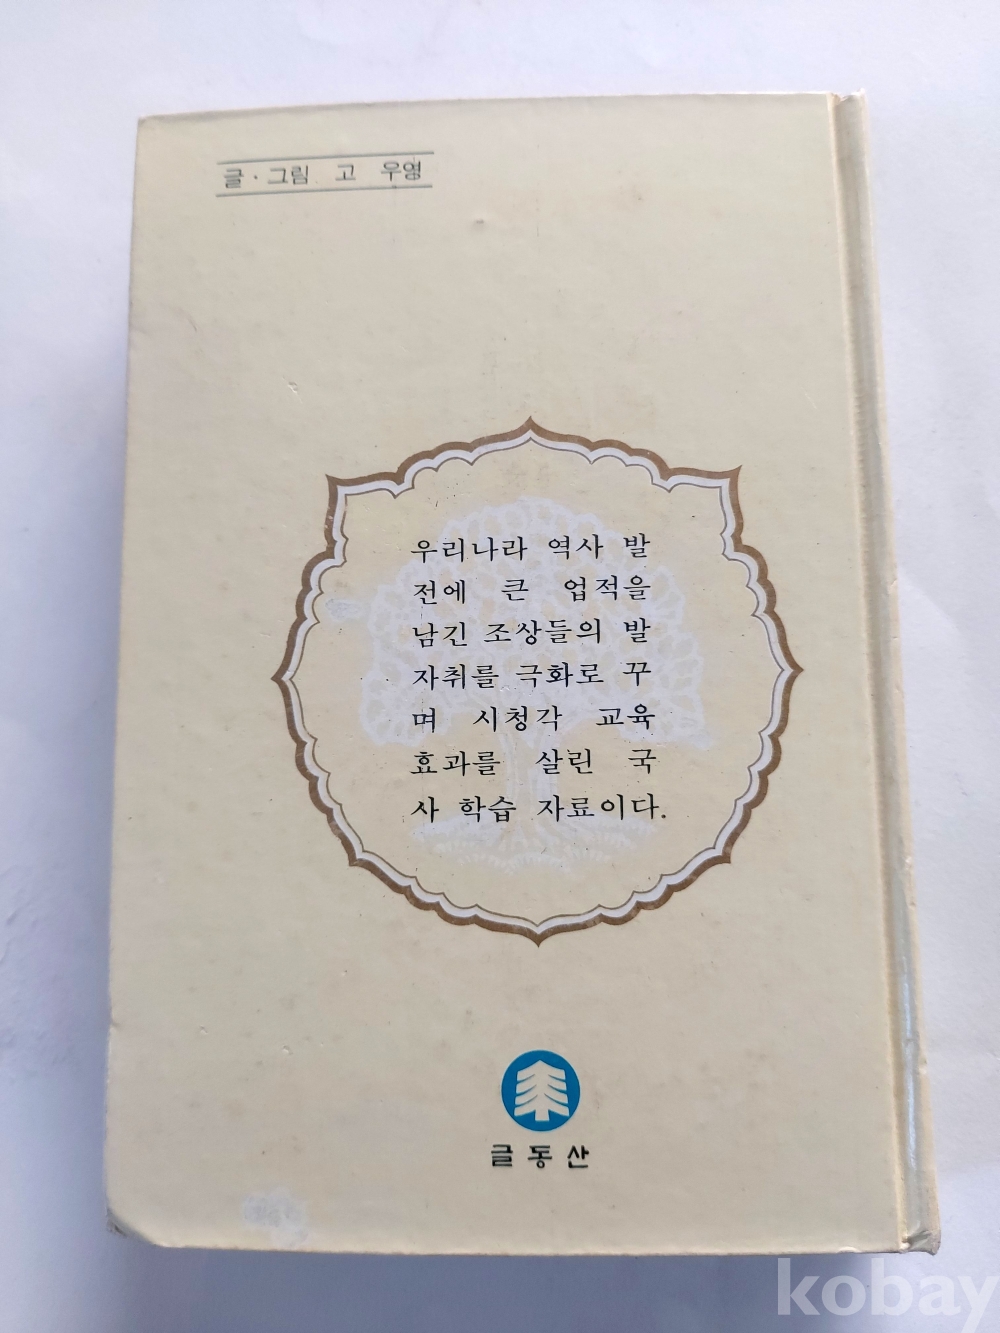 글·그림 고 우영
우리나라 역사 발
전에 큰 업적을
남긴 조상들의 발
자취를 극화로 꾸
며 시청각 교육
효과를 살린 국
사 학습 자료이다.
글동산
kobay